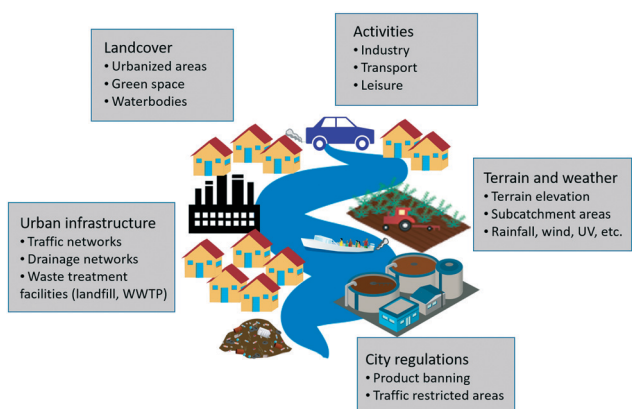 Landcover
• Urbanized areas
• Green space
• Waterbodies
Activities
• Industry
• Transport
• Leisure
Terrain and weather
• Terrain elevation
• Subcatchment areas
• Rainfall, wind, UV, etc.
Urban infrastructure
• Traffic networks
• Drainage networks
• Waste treatment
facilities (landfill, WWTP)
City regulations
• Product banning
• Traffic restricted areas